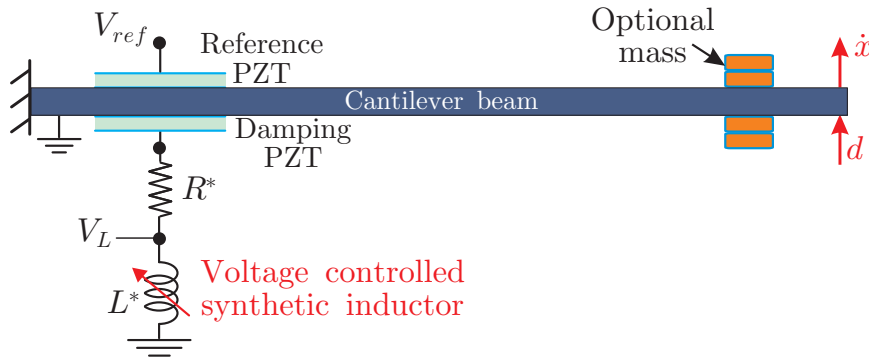 V_ref
Reference
PZT
Optional
mass
ẋ
Cantilever beam
Damping
PZT
d
R*
V_L
Voltage controlled
synthetic inductor
L*